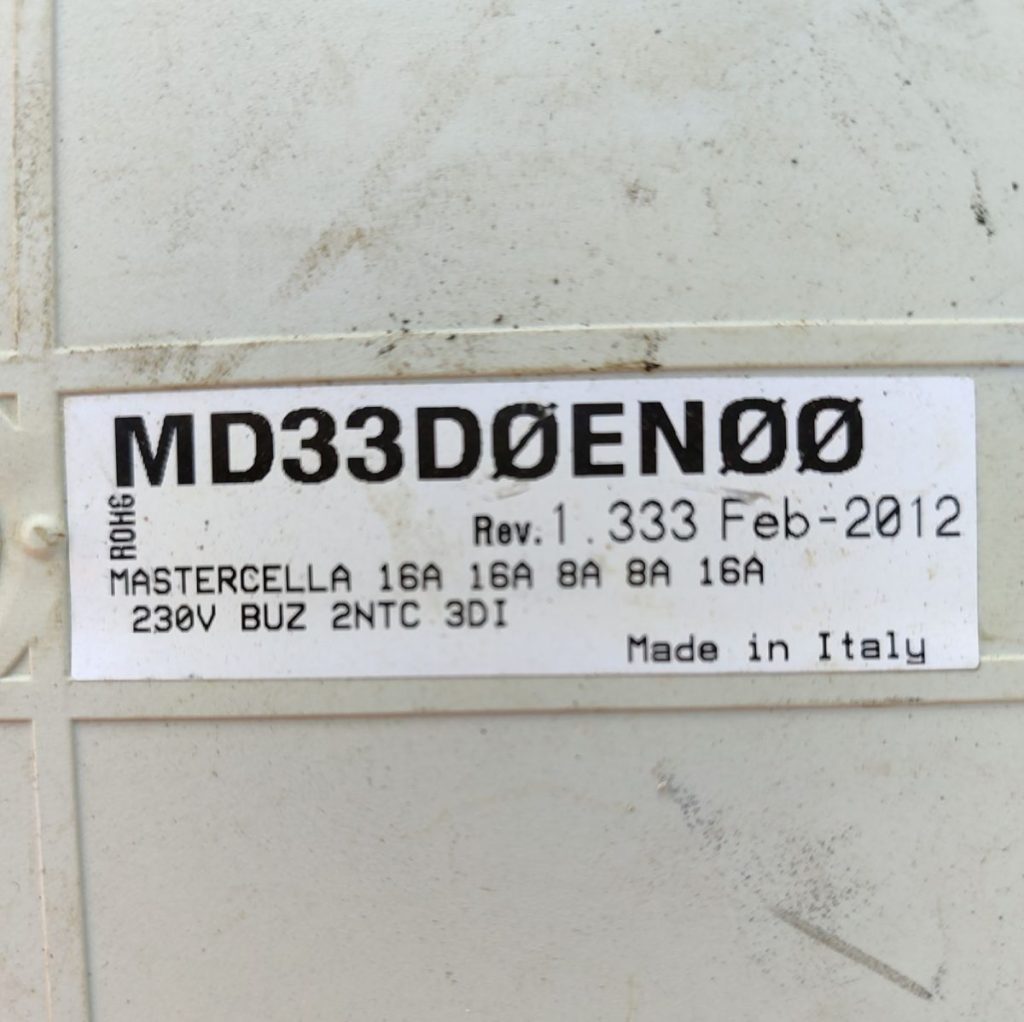 MD33D0EN00
ROHS
Rev.1.333 Feb-2012
MASTERCELLA 16A 16A 8A 8A 16A
230V BUZ 2NTC 3DI
Made in Italy